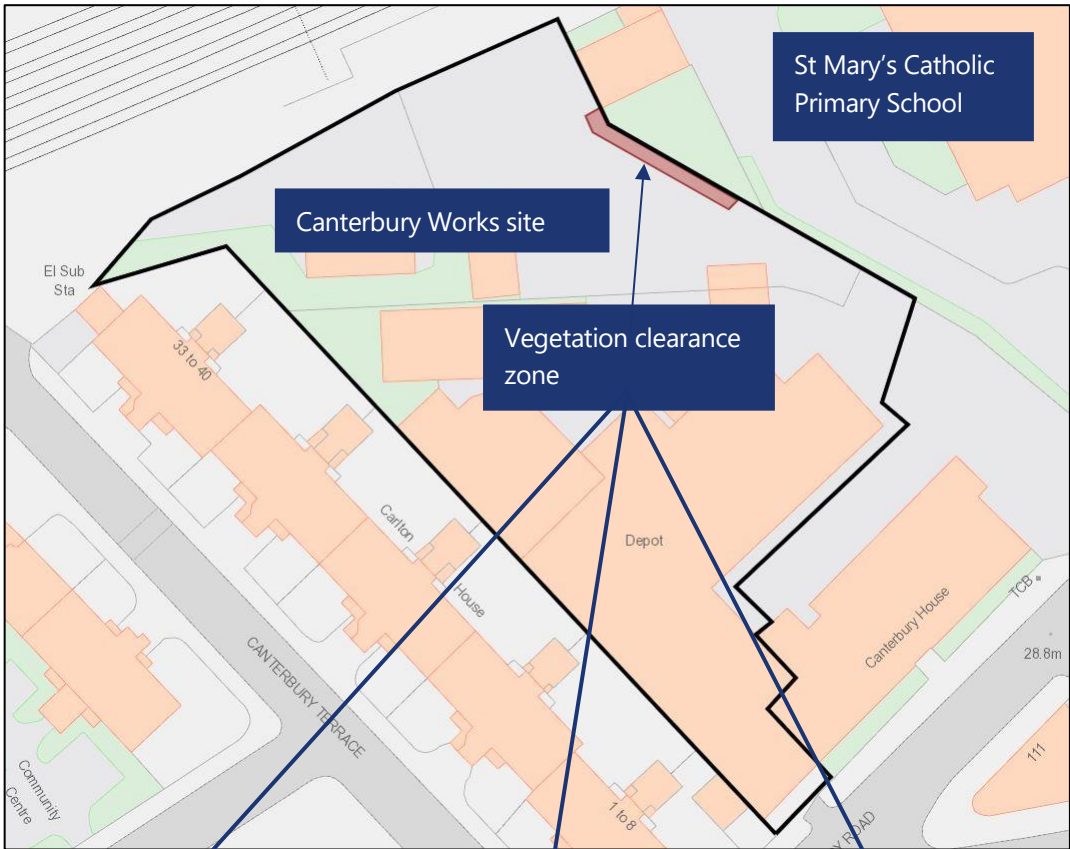 St Mary's Catholic
Primary School
Canterbury Works site
El Sub
Sta
Vegetation clearance
zone
33 to 40
Carlton
House
Depot
Canterbury House
TCB
28.8m
CANTERBURY TERRACE
Community
Centre
1 to 8
111
Y ROAD